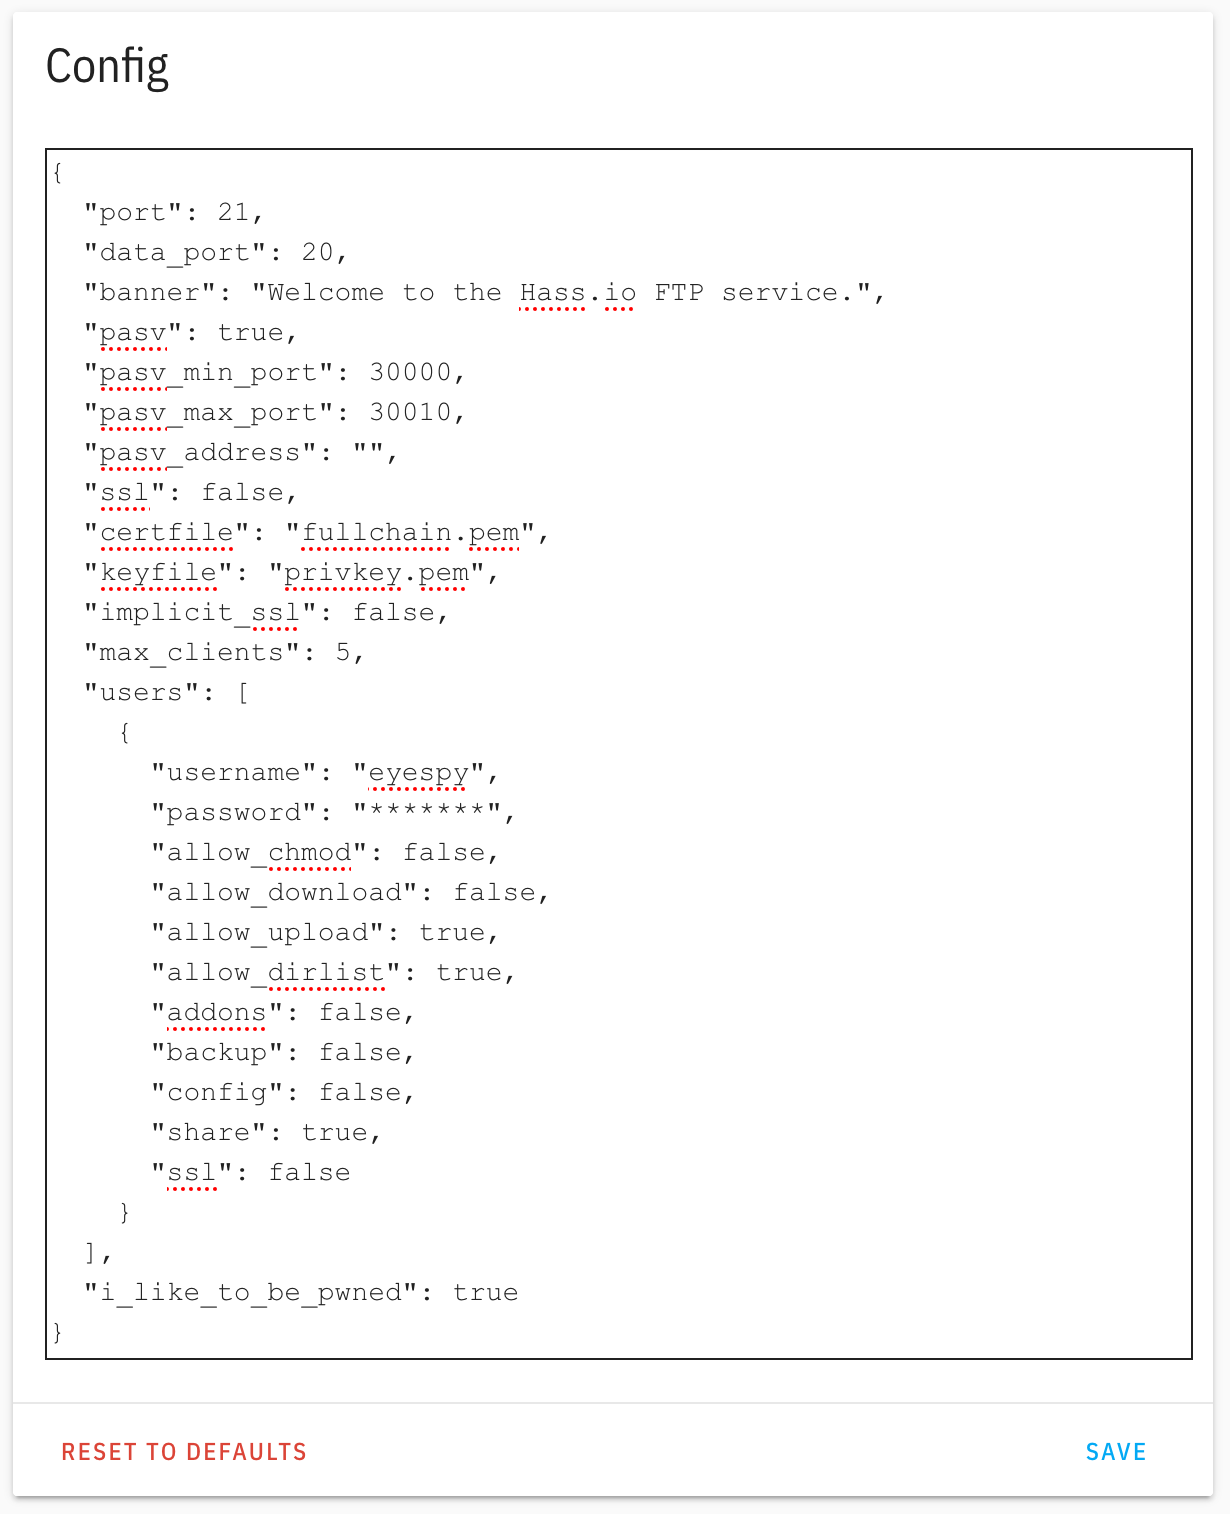 Config
{
  "port": 21,
  "data_port": 20,
  "banner": "Welcome to the Hass.io FTP service.",
  "pasv": true,
  "pasv_min_port": 30000,
  "pasv_max_port": 30010,
  "pasv_address": "",
  "ssl": false,
  "certfile": "fullchain.pem",
  "keyfile": "privkey.pem",
  "implicit_ssl": false,
  "max_clients": 5,
  "users": [
    {
      "username": "eyespy",
      "password": "*******",
      "allow_chmod": false,
      "allow_download": false,
      "allow_upload": true,
      "allow_dirlist": true,
      "addons": false,
      "backup": false,
      "config": false,
      "share": true,
      "ssl": false
    }
  ],
  "i_like_to_be_pwned": true
}
RESET TO DEFAULTS
SAVE